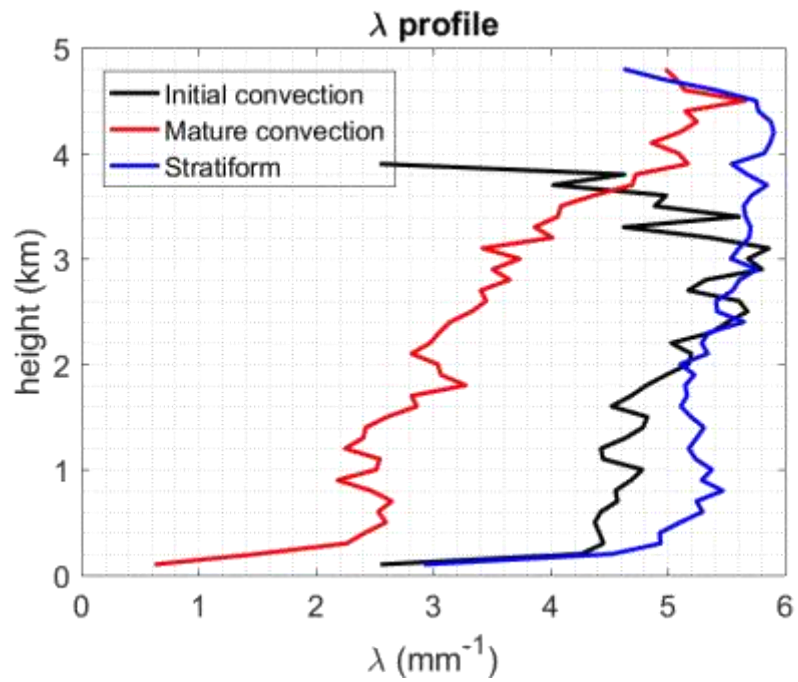 λ profile
Initial convection
Mature convection
Stratiform
5
4
3
2
1
0
height (km)
0 1 2 3 4 5 6
λ (mm⁻¹)